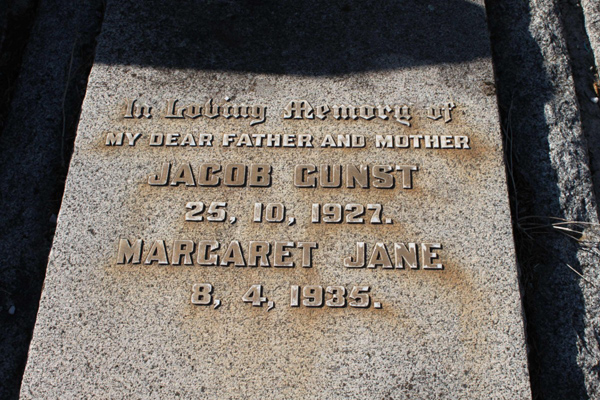 In Loving Memory of
MY DEAR FATHER AND MOTHER
JACOB GUNST
25, 10, 1927.
MARGARET JANE
8, 4, 1935.